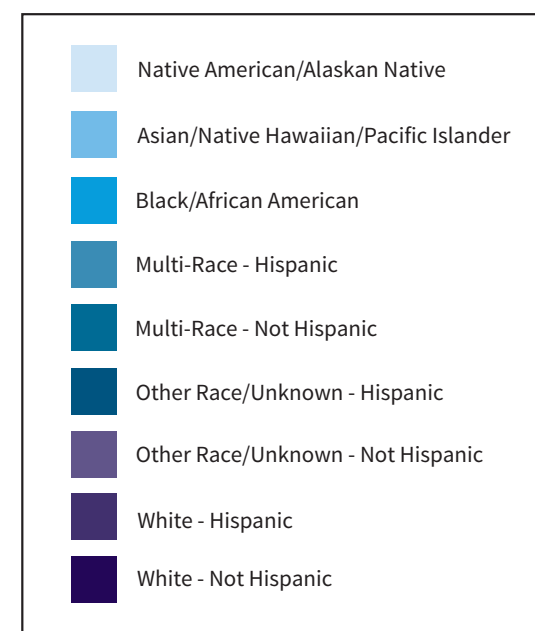 Native American/Alaskan Native
Asian/Native Hawaiian/Pacific Islander
Black/African American
Multi-Race - Hispanic
Multi-Race - Not Hispanic
Other Race/Unknown - Hispanic
Other Race/Unknown - Not Hispanic
White - Hispanic
White - Not Hispanic